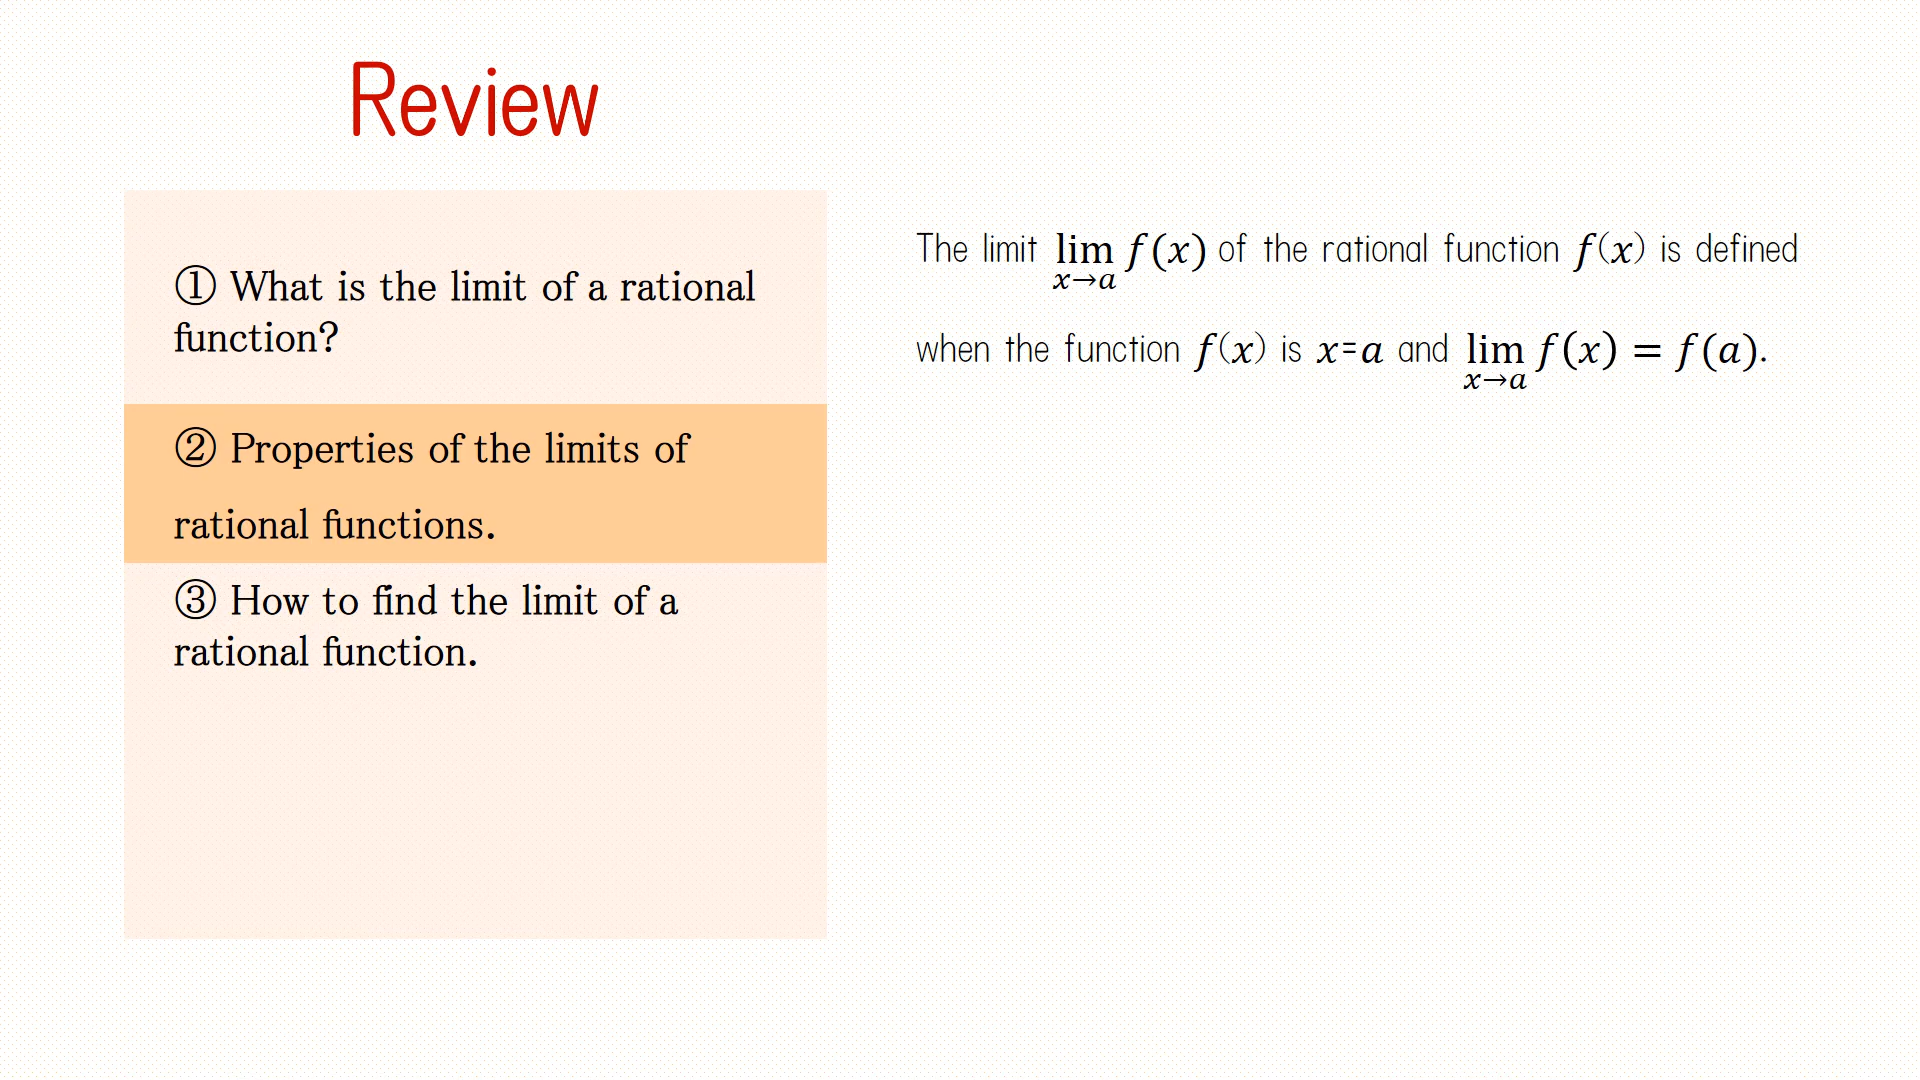 Review
① What is the limit of a rational
function?
② Properties of the limits of
rational functions.
③ How to find the limit of a
rational function.
The limit lim x→a f(x) of the rational function f(x) is defined
when the function f(x) is x=a and lim x→a f(x) = f(a).